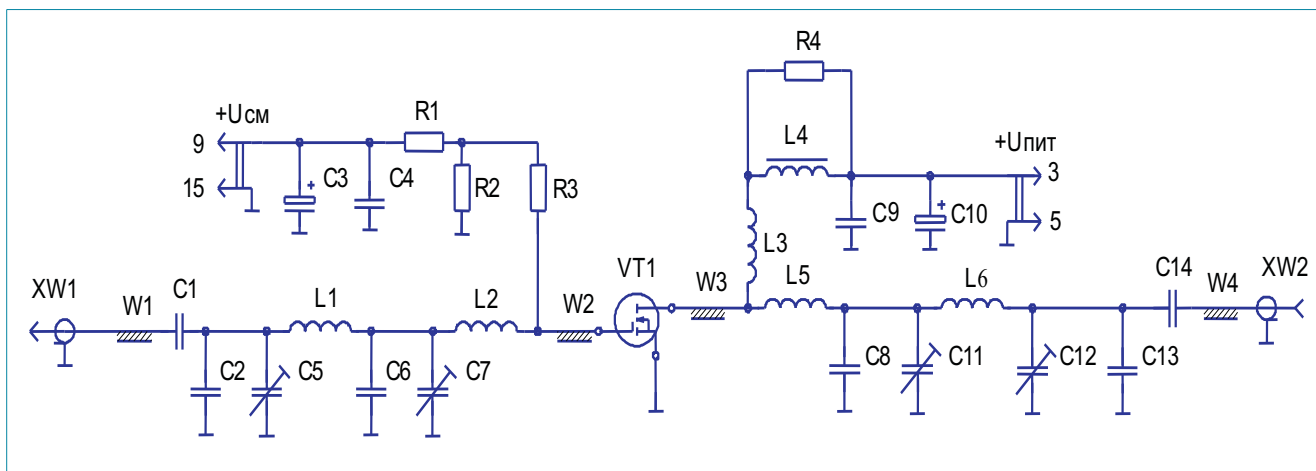 R4
+Uсм
R1
L4
+Uпит
9
3
15
C3
+
C4
R2
R3
C9
+
C10
5
L3
VT1
W3
L5
L6
C14
XW2
XW1
W1
C1
L1
L2
W2
W4
C2
C5
C6
C7
C8
C11
C12
C13